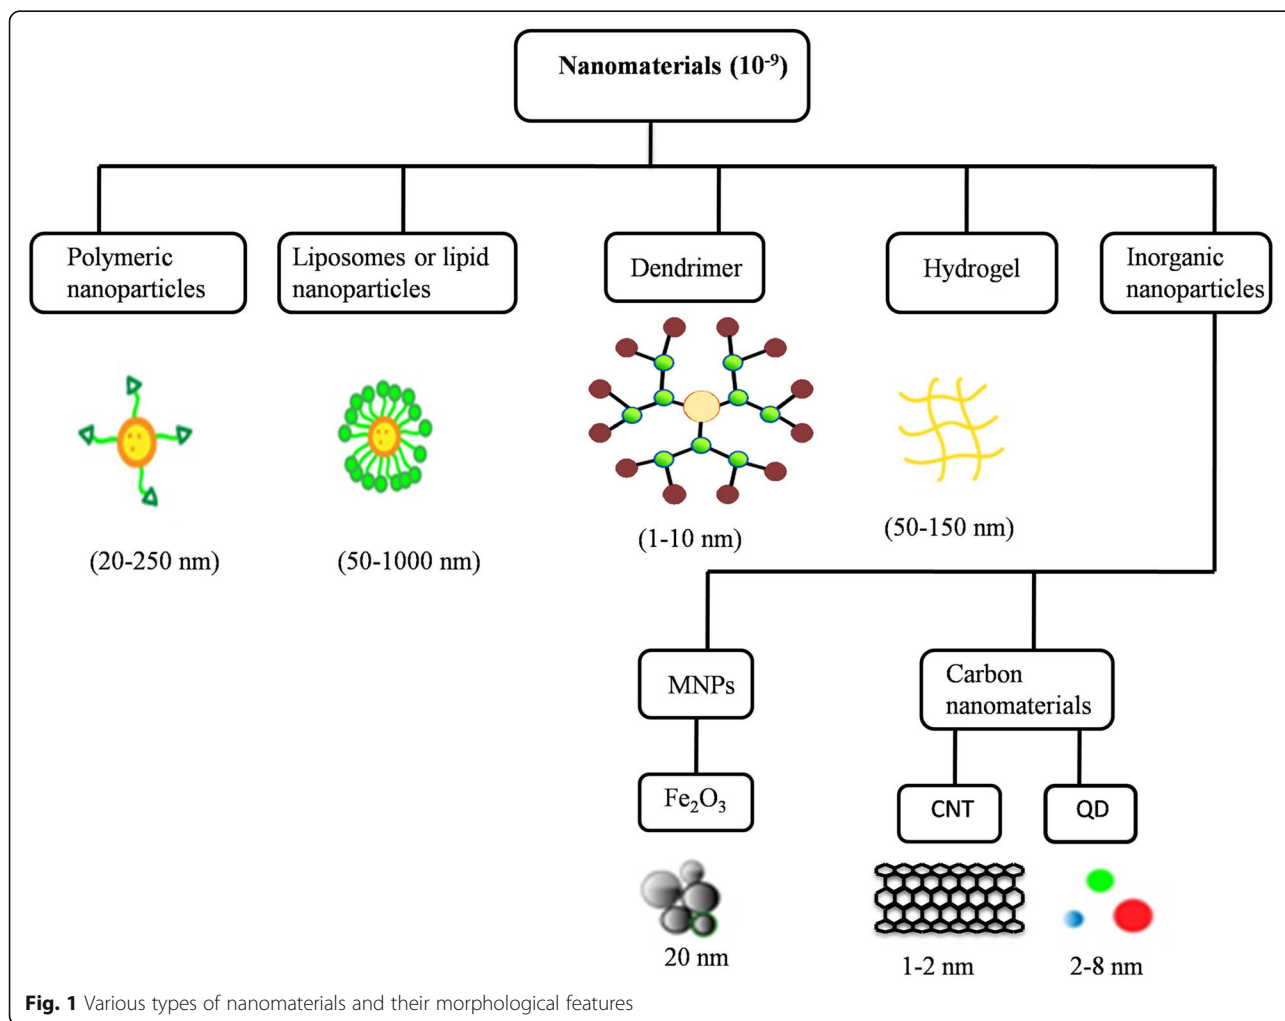 Nanomaterials (10⁻⁹)
Polymeric
nanoparticles
Liposomes or lipid
nanoparticles
Dendrimer
Hydrogel
Inorganic
nanoparticles
(20-250 nm)
(50-1000 nm)
(1-10 nm)
(50-150 nm)
MNPs
Carbon
nanomaterials
Fe₂O₃
CNT
QD
20 nm
1-2 nm
2-8 nm
Fig. 1 Various types of nanomaterials and their morphological features